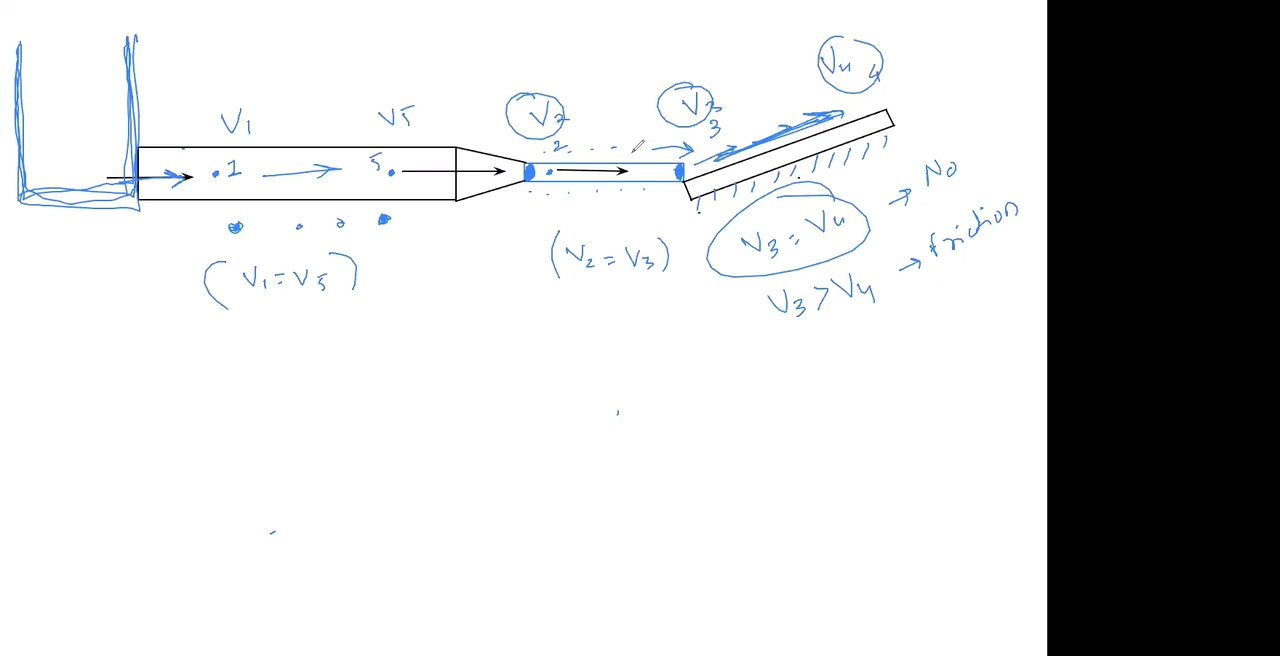 V4 4
V1 V5 V2 V3
2 3
1 5
No
V3 = V4
friction
(V1 = V5) (V2 = V3)
V3 > V4